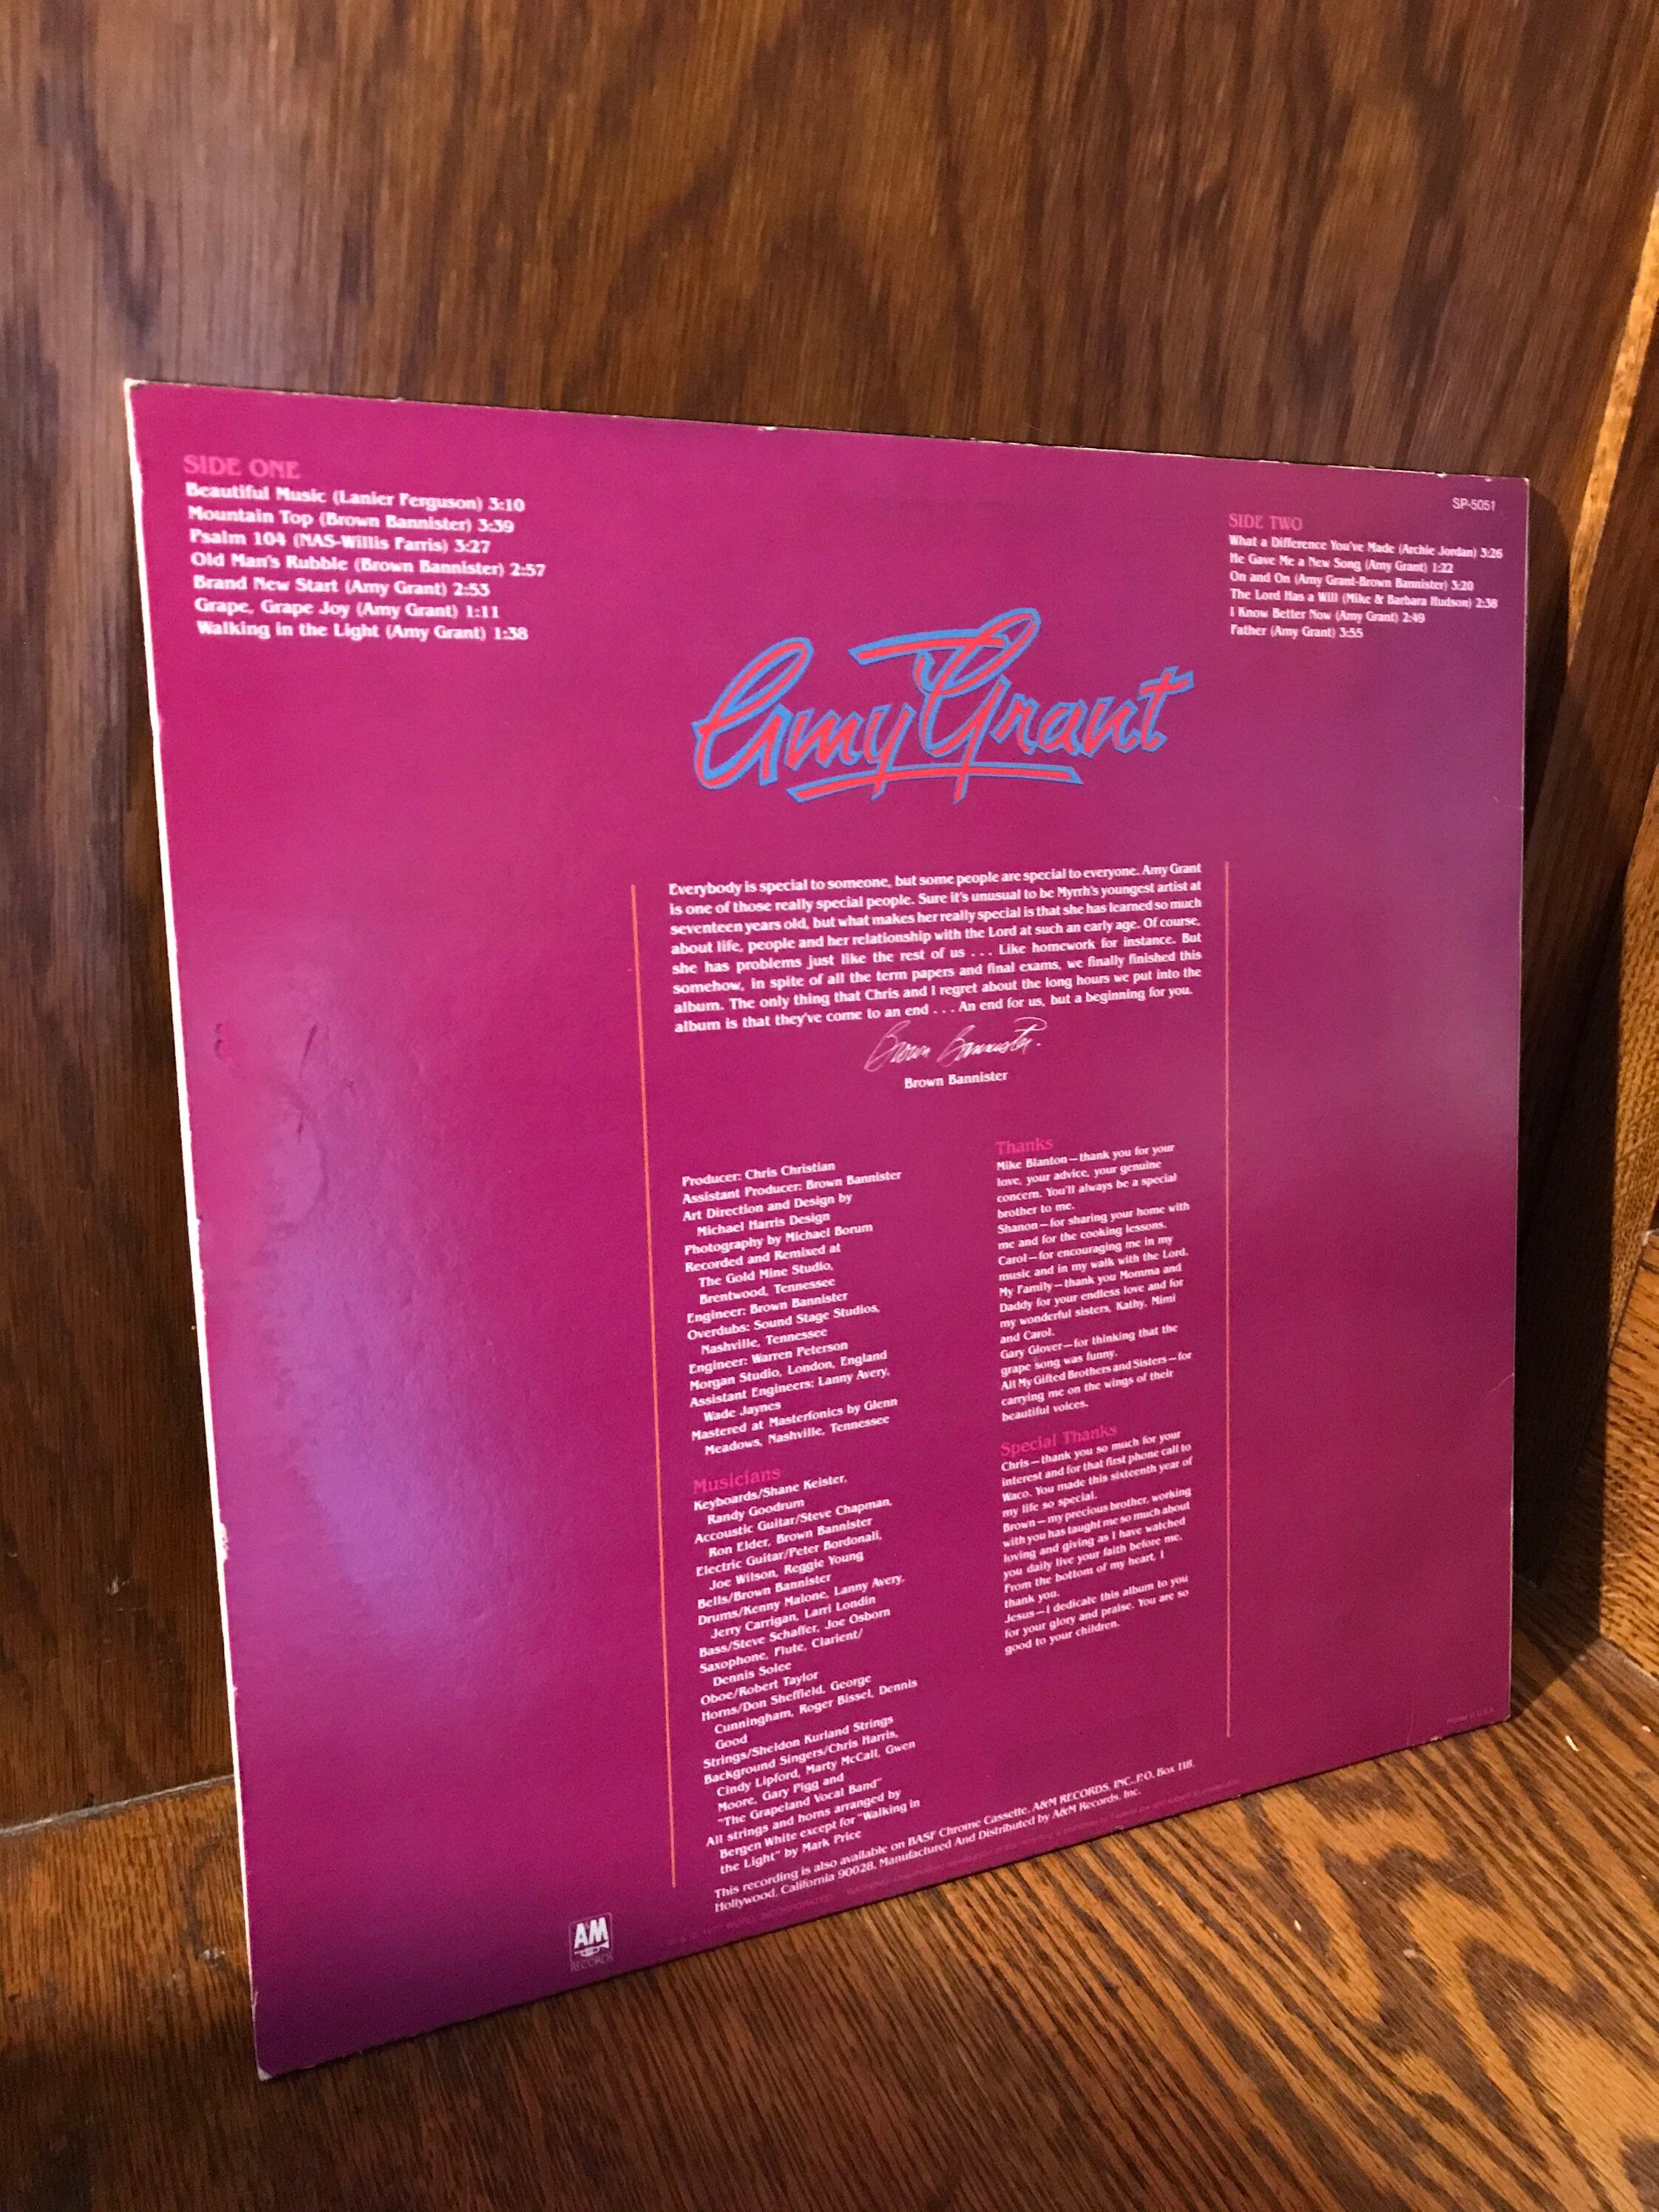 SP-5051
SIDE ONE
Beautiful Music (Lanier Ferguson) 3:10
Mountain Top (Brown Bannister) 3:39
Psalm 104 (NAS-Willis Farris) 3:27
Old Man's Rubble (Brown Bannister) 2:57
Brand New Start (Amy Grant) 2:53
Grape, Grape Joy (Amy Grant) 1:11
Walking in the Light (Amy Grant) 1:38
SIDE TWO
What a Difference You've Made (Archie Jordan) 3:26
He Gave Me a New Song (Amy Grant) 1:22
On and On (Amy Grant-Brown Bannister) 3:20
The Lord Has a Will (Mike & Barbara Hudson) 2:38
I Know Better Now (Amy Grant) 2:49
Father (Amy Grant) 3:55
Amy Grant
Everybody is special to someone, but some people are special to everyone. Amy Grant
is one of those really special people. Sure it's unusual to be Myrrh's youngest artist at
seventeen years old, but what makes her really special is that she has learned so much
about life, people and her relationship with the Lord at such an early age. Of course,
she has problems just like the rest of us . . . Like homework for instance. But
somehow, in spite of all the term papers and final exams, we finally finished this
album. The only thing that Chris and I regret about the long hours we put into the
album is that they've come to an end . . . An end for us, but a beginning for you.
Brown Bannister.
Brown Bannister
Producer: Chris Christian
Assistant Producer: Brown Bannister
Art Direction and Design by
Michael Harris Design
Photography by Michael Borum
Recorded and Remixed at
The Gold Mine Studio,
Brentwood, Tennessee
Engineer: Brown Bannister
Overdubs: Sound Stage Studios,
Nashville, Tennessee
Engineer: Warren Peterson
Morgan Studio, London, England
Assistant Engineers: Lanny Avery,
Wade Jaynes
Mastered at Masterfonics by Glenn
Meadows, Nashville, Tennessee
Musicians
Keyboards/Shane Keister,
Randy Goodrum
Accoustic Guitar/Steve Chapman,
Ron Elder, Brown Bannister
Electric Guitar/Peter Bordonali,
Joe Wilson, Reggie Young
Bells/Brown Bannister
Drums/Kenny Malone, Lanny Avery,
Jerry Carrigan, Larri Londin
Bass/Steve Schaffer, Joe Osborn
Saxophone, Flute, Clarient/
Dennis Solee
Oboe/Robert Taylor
Horns/Don Sheffield, George
Cunningham, Roger Bissel, Dennis
Good
Strings/Sheldon Kurland Strings
Background Singers/Chris Harris,
Cindy Lipford, Marty McCall, Gwen
Moore, Gary Pigg and
"The Grapeland Vocal Band"
All strings and horns arranged by
Bergen White except for "Walking in
the Light" by Mark Price
Thanks
Mike Blanton—thank you for your
love, your advice, your genuine
concern. You'll always be a special
brother to me.
Shanon—for sharing your home with
me and for the cooking lessons.
Carol—for encouraging me in my
music and in my walk with the Lord.
My Family—thank you Momma and
Daddy for your endless love and for
my wonderful sisters, Kathy, Mimi
and Carol.
Gary Glover—for thinking that the
grape song was funny.
All My Gifted Brothers and Sisters—for
carrying me on the wings of their
beautiful voices.
Special Thanks
Chris—thank you so much for your
interest and for that first phone call to
Waco. You made this sixteenth year of
my life so special.
Brown—my precious brother, working
with you has taught me so much about
loving and giving as I have watched
you daily live your faith before me.
From the bottom of my heart, I
thank you.
Jesus—I dedicate this album to you
for your glory and praise. You are so
good to your children.
This recording is also available on BASF Chrome Cassette. A&M RECORDS, INC., P.O. Box 118,
Hollywood, California 90028. Manufactured And Distributed by A&M Records, Inc.
A&M
RECORDS
Printed in U.S.A.